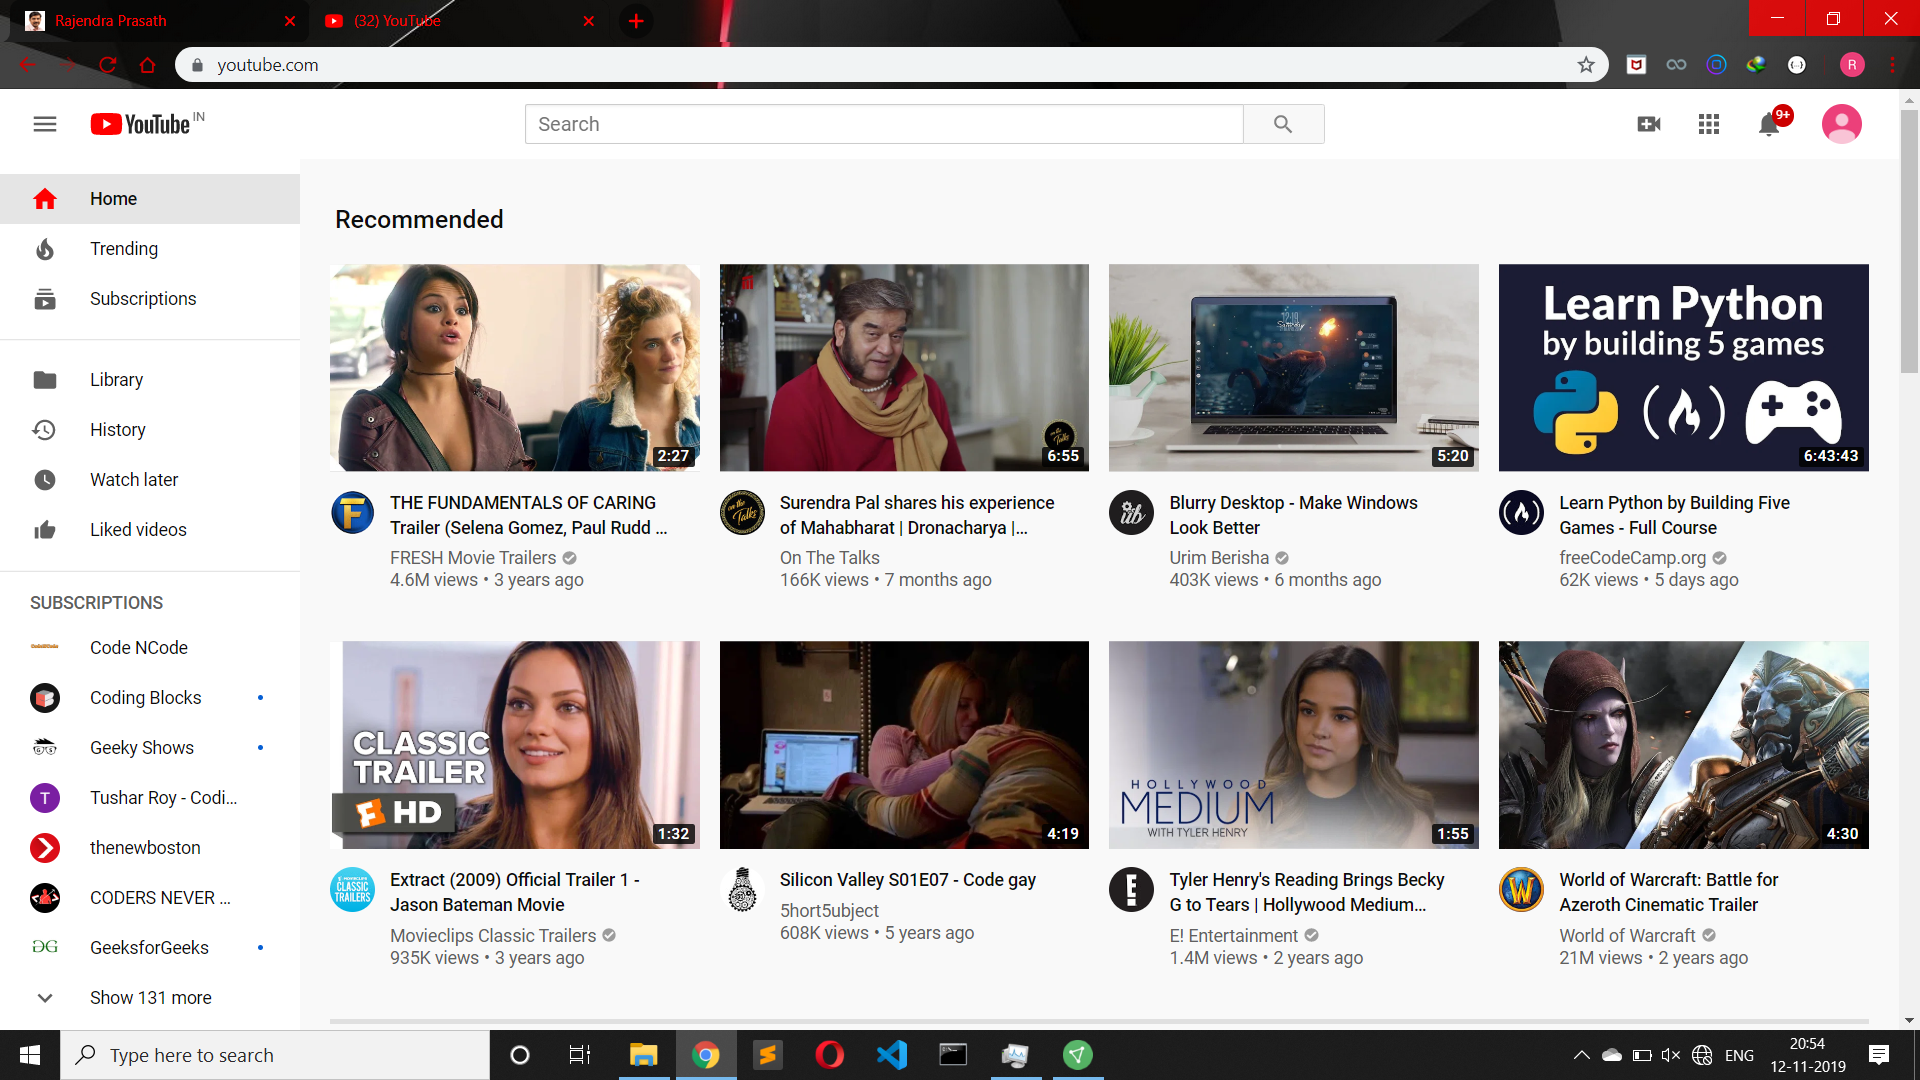 Rajendra Prasath
(32) YouTube
youtube.com
R
YouTube IN
Search
9+
Home
Trending
Subscriptions
Library
History
Watch later
Liked videos
SUBSCRIPTIONS
Code NCode
Coding Blocks
Geeky Shows
T
Tushar Roy - Codi...
thenewboston
CODERS NEVER ...
GeeksforGeeks
Show 131 more
Recommended
2:27
THE FUNDAMENTALS OF CARING
Trailer (Selena Gomez, Paul Rudd ...
FRESH Movie Trailers
4.6M views • 3 years ago
6:55
on the Talks
Surendra Pal shares his experience
of Mahabharat | Dronacharya |...
On The Talks
166K views • 7 months ago
5:20
ub
Blurry Desktop - Make Windows
Look Better
Urim Berisha
403K views • 6 months ago
Learn Python
by building 5 games
6:43:43
Learn Python by Building Five
Games - Full Course
freeCodeCamp.org
62K views • 5 days ago
CLASSIC
TRAILER
F HD
1:32
CLASSIC
TRAILERS
Extract (2009) Official Trailer 1 -
Jason Bateman Movie
Movieclips Classic Trailers
935K views • 3 years ago
4:19
Silicon Valley S01E07 - Code gay
5hort5ubject
608K views • 5 years ago
HOLLYWOOD
MEDIUM
WITH TYLER HENRY
1:55
E!
Tyler Henry's Reading Brings Becky
G to Tears | Hollywood Medium...
E! Entertainment
1.4M views • 2 years ago
4:30
W
World of Warcraft: Battle for
Azeroth Cinematic Trailer
World of Warcraft
21M views • 2 years ago
Type here to search
ENG
20:54
12-11-2019